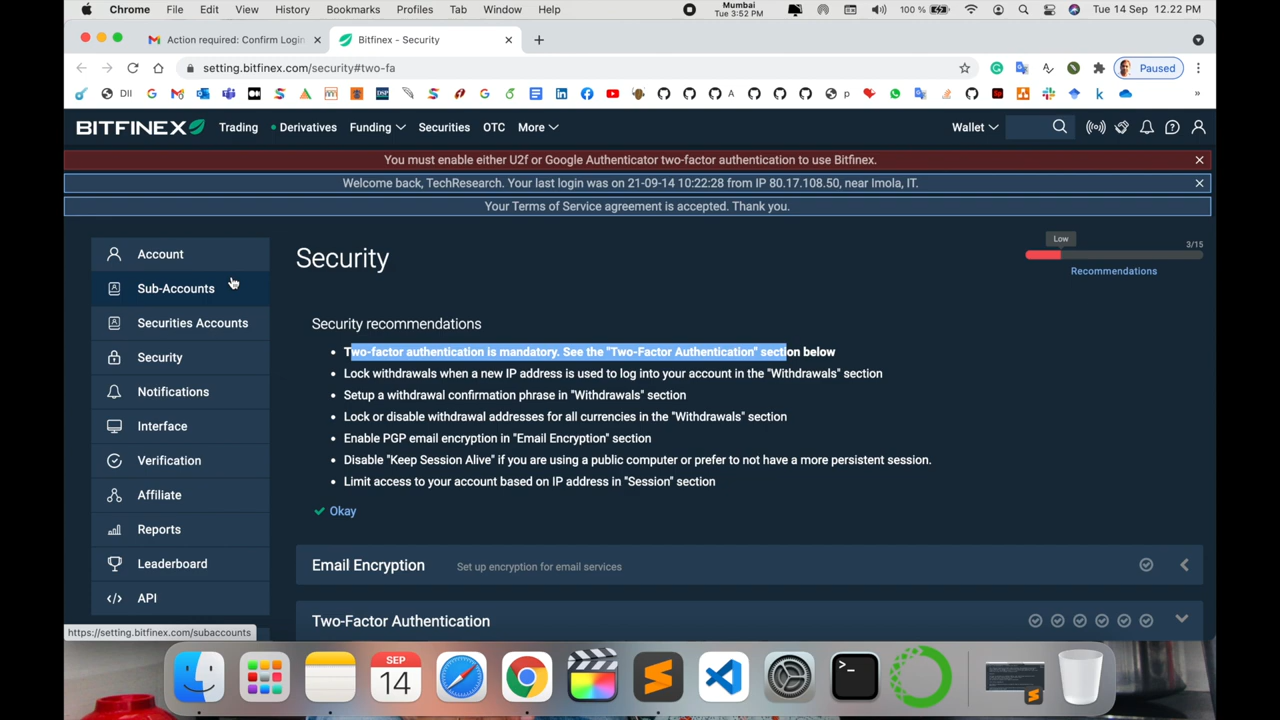 Chrome File Edit View History Bookmarks Profiles Tab Window Help Mumbai Tue 3:52 PM 100 % Tue 14 Sep 12.22 PM
Action required: Confirm Login Bitfinex - Security
setting.bitfinex.com/security#two-fa Paused
DII A p »
BITFINEX Trading Derivatives Funding Securities OTC More Wallet
You must enable either U2f or Google Authenticator two-factor authentication to use Bitfinex.
Welcome back, TechResearch. Your last login was on 21-09-14 10:22:28 from IP 80.17.108.50, near Imola, IT.
Your Terms of Service agreement is accepted. Thank you.
Account
Sub-Accounts
Securities Accounts
Security
Notifications
Interface
Verification
Affiliate
Reports
Leaderboard
API
Security
Low
3/15
Recommendations
Security recommendations
• Two-factor authentication is mandatory. See the "Two-Factor Authentication" section below
• Lock withdrawals when a new IP address is used to log into your account in the "Withdrawals" section
• Setup a withdrawal confirmation phrase in "Withdrawals" section
• Lock or disable withdrawal addresses for all currencies in the "Withdrawals" section
• Enable PGP email encryption in "Email Encryption" section
• Disable "Keep Session Alive" if you are using a public computer or prefer to not have a more persistent session.
• Limit access to your account based on IP address in "Session" section
Okay
Email Encryption Set up encryption for email services
Two-Factor Authentication
https://setting.bitfinex.com/subaccounts
SEP
14